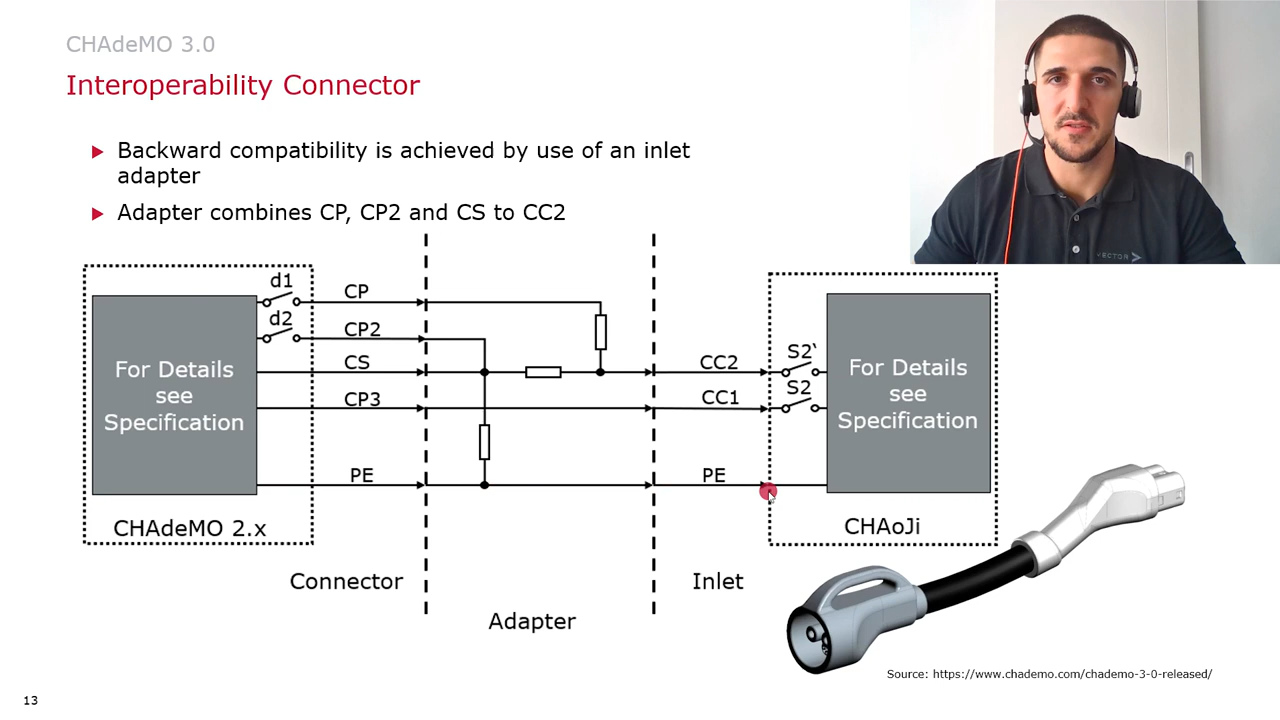 CHAdeMO 3.0
Interoperability Connector
Backward compatibility is achieved by use of an inlet
adapter
Adapter combines CP, CP2 and CS to CC2
d1
CP
d2
CP2
CS
CP3
PE
For Details
see
Specification
CHAdeMO 2.x
CC2
CC1
PE
S2‘
S2
For Details
see
Specification
CHAoJi
Connector
Adapter
Inlet
VECTOR
Source: https://www.chademo.com/chademo-3-0-released/
13